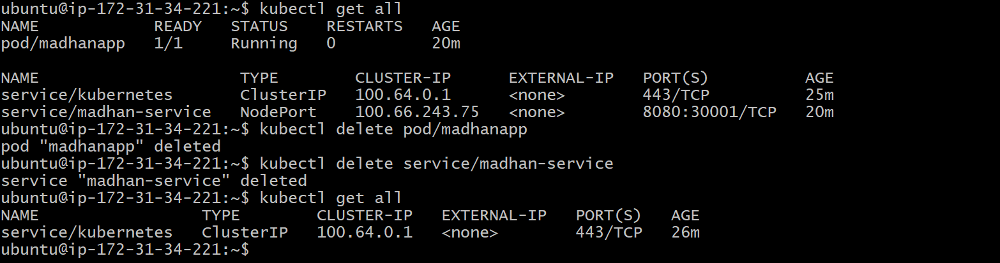 ubuntu@ip-172-31-34-221:~$ kubectl get all
NAME            READY   STATUS    RESTARTS   AGE
pod/madhanapp   1/1     Running   0          20m

NAME                     TYPE        CLUSTER-IP      EXTERNAL-IP   PORT(S)          AGE
service/kubernetes       ClusterIP   100.64.0.1      <none>        443/TCP          25m
service/madhan-service   NodePort    100.66.243.75   <none>        8080:30001/TCP   20m
ubuntu@ip-172-31-34-221:~$ kubectl delete pod/madhanapp
pod "madhanapp" deleted
ubuntu@ip-172-31-34-221:~$ kubectl delete service/madhan-service
service "madhan-service" deleted
ubuntu@ip-172-31-34-221:~$ kubectl get all
NAME                 TYPE        CLUSTER-IP   EXTERNAL-IP   PORT(S)   AGE
service/kubernetes   ClusterIP   100.64.0.1   <none>        443/TCP   26m
ubuntu@ip-172-31-34-221:~$